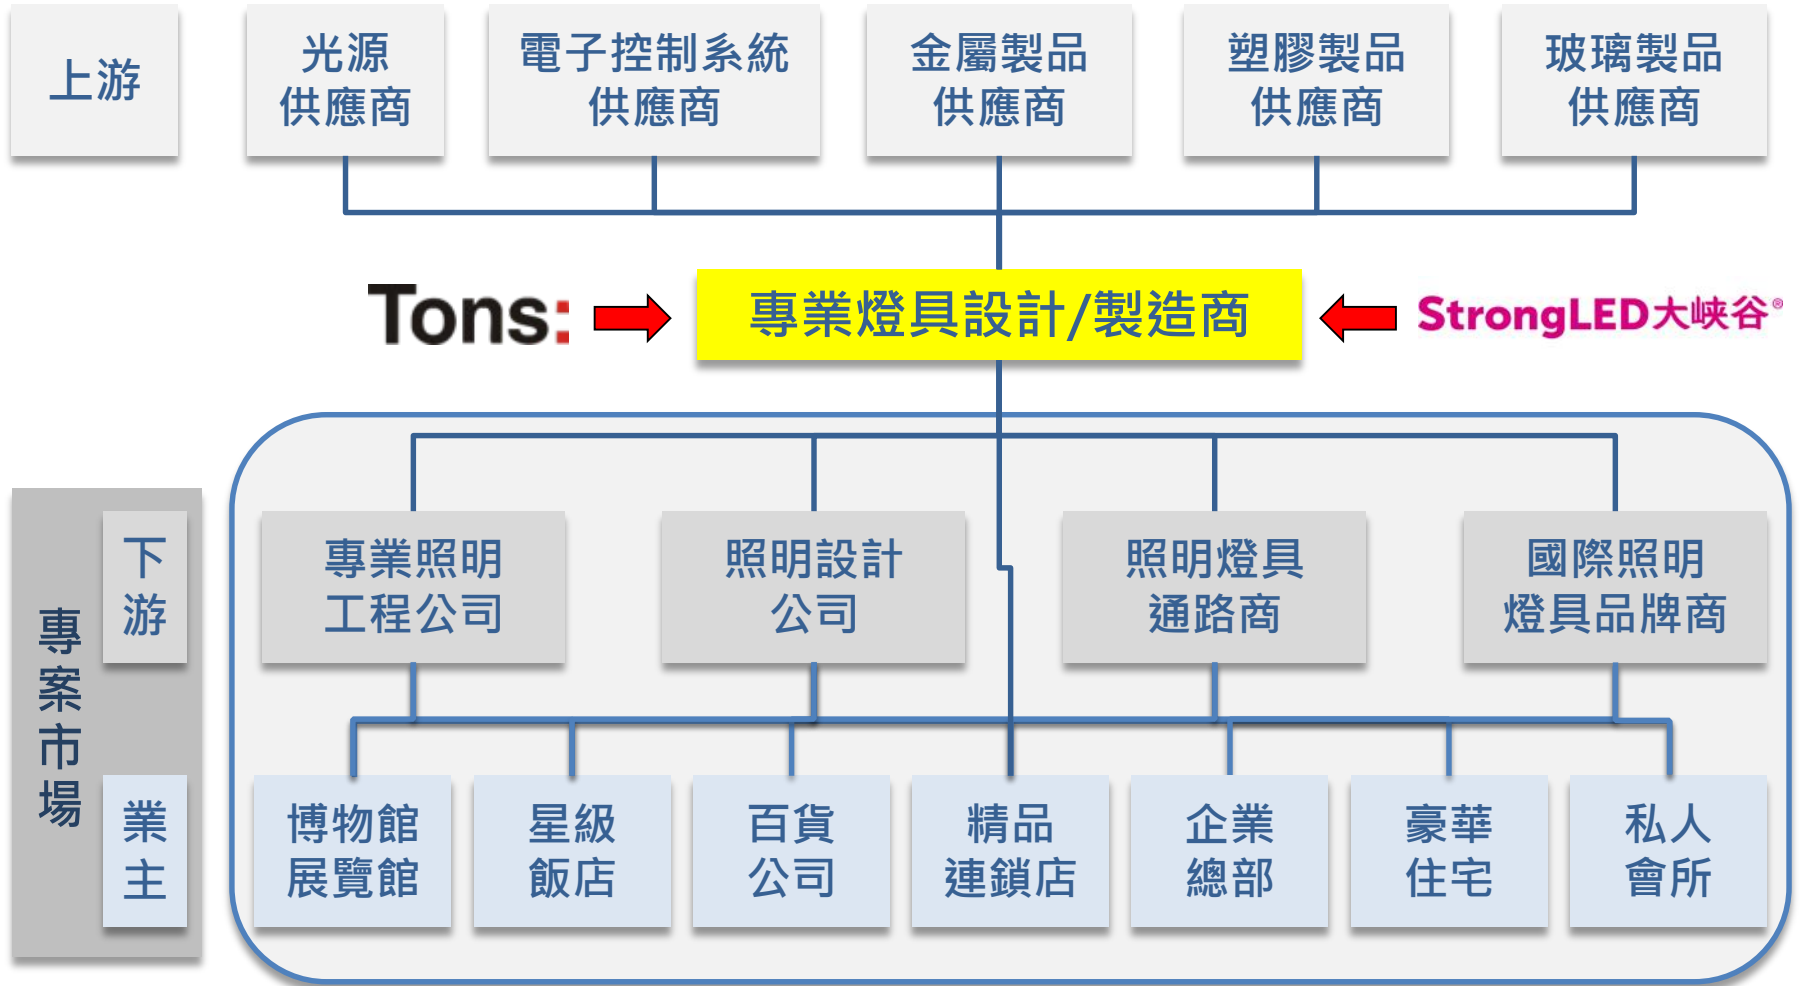 上游
光源
供應商
電子控制系統
供應商
金屬製品
供應商
塑膠製品
供應商
玻璃製品
供應商
Tons:
專業燈具設計/製造商
StrongLED大峡谷®
專案市場
下游
專業照明
工程公司
照明設計
公司
照明燈具
通路商
國際照明
燈具品牌商
業主
博物館
展覽館
星級
飯店
百貨
公司
精品
連鎖店
企業
總部
豪華
住宅
私人
會所